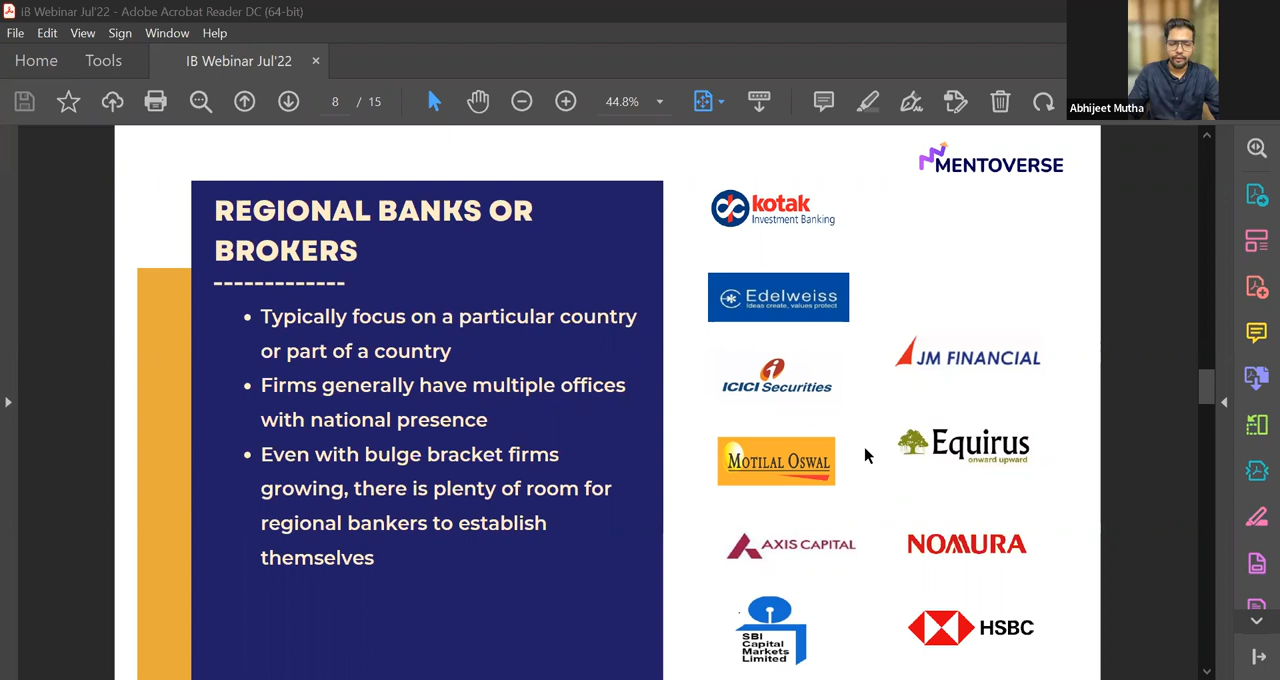 IB Webinar Jul'22 - Adobe Acrobat Reader DC (64-bit)
File Edit View Sign Window Help
Home Tools IB Webinar Jul'22 ×
8 / 15 44.8%
Abhijeet Mutha
MENTOVERSE
REGIONAL BANKS OR
BROKERS
-------------
• Typically focus on a particular country
or part of a country
• Firms generally have multiple offices
with national presence
• Even with bulge bracket firms
growing, there is plenty of room for
regional bankers to establish
themselves
kotak
Investment Banking
Edelweiss
Ideas create, values protect
ICICI Securities
JM FINANCIAL
MOTILAL OSWAL
Equirus
onward upward
AXIS CAPITAL
NOMURA
SBI
Capital
Markets
Limited
HSBC